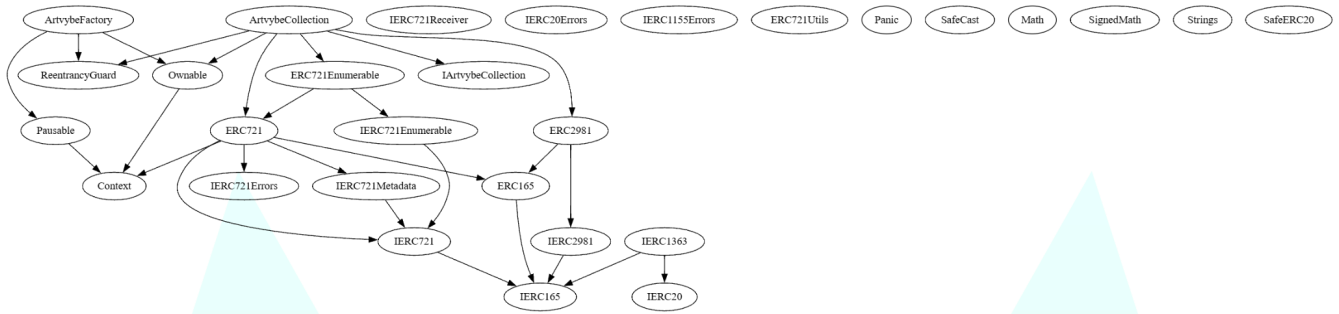 ArtvybeFactory ArtvybeCollection IERC721Receiver IERC20Errors IERC1155Errors ERC721Utils Panic SafeCast Math SignedMath Strings SafeERC20
ReentrancyGuard Ownable ERC721Enumerable IArtvybeCollection
Pausable ERC721 IERC721Enumerable ERC2981
Context IERC721Errors IERC721Metadata ERC165
IERC721 IERC2981 IERC1363
IERC165 IERC20